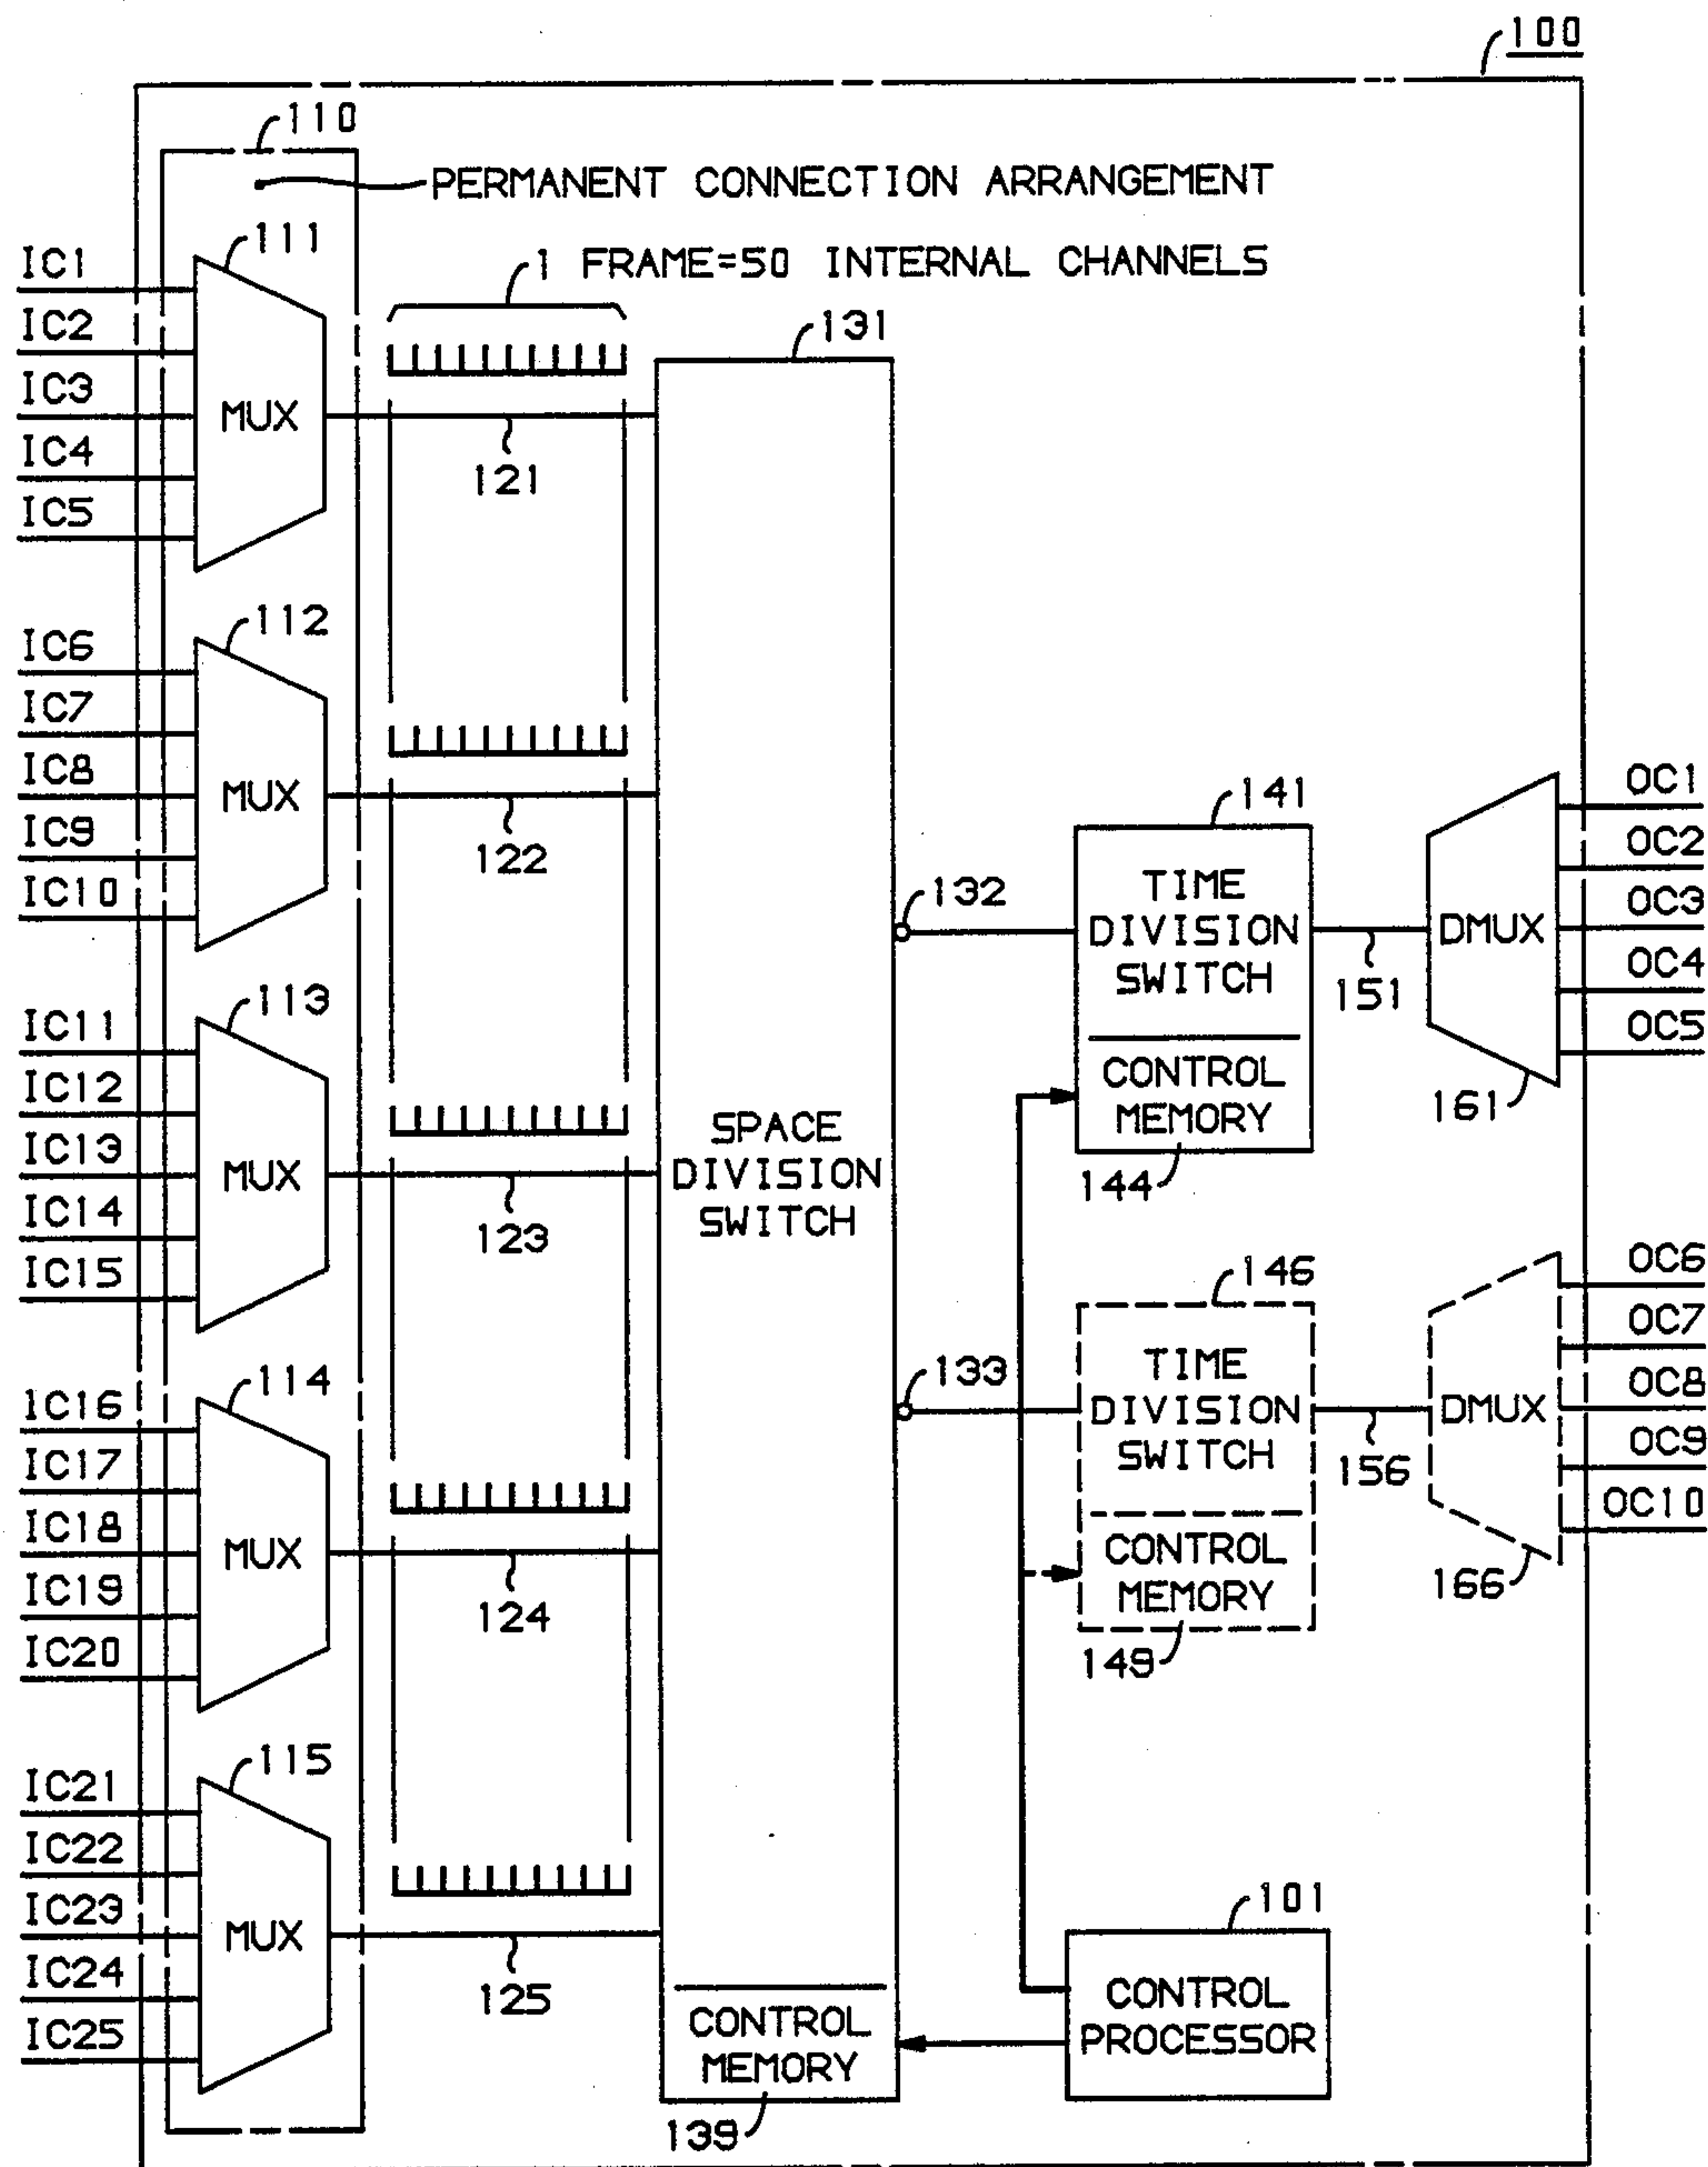 100
110
PERMANENT CONNECTION ARRANGEMENT
111
IC1
IC2
IC3
IC4
IC5
MUX
1 FRAME=50 INTERNAL CHANNELS
121
131
112
IC6
IC7
IC8
IC9
IC10
MUX
122
113
IC11
IC12
IC13
IC14
IC15
MUX
123
114
IC16
IC17
IC18
IC19
IC20
MUX
124
115
IC21
IC22
IC23
IC24
IC25
MUX
125
SPACE
DIVISION
SWITCH
CONTROL
MEMORY
139
132
141
TIME
DIVISION
SWITCH
CONTROL
MEMORY
144
151
DMUX
161
OC1
OC2
OC3
OC4
OC5
133
146
TIME
DIVISION
SWITCH
CONTROL
MEMORY
149
156
DMUX
166
OC6
OC7
OC8
OC9
OC10
101
CONTROL
PROCESSOR